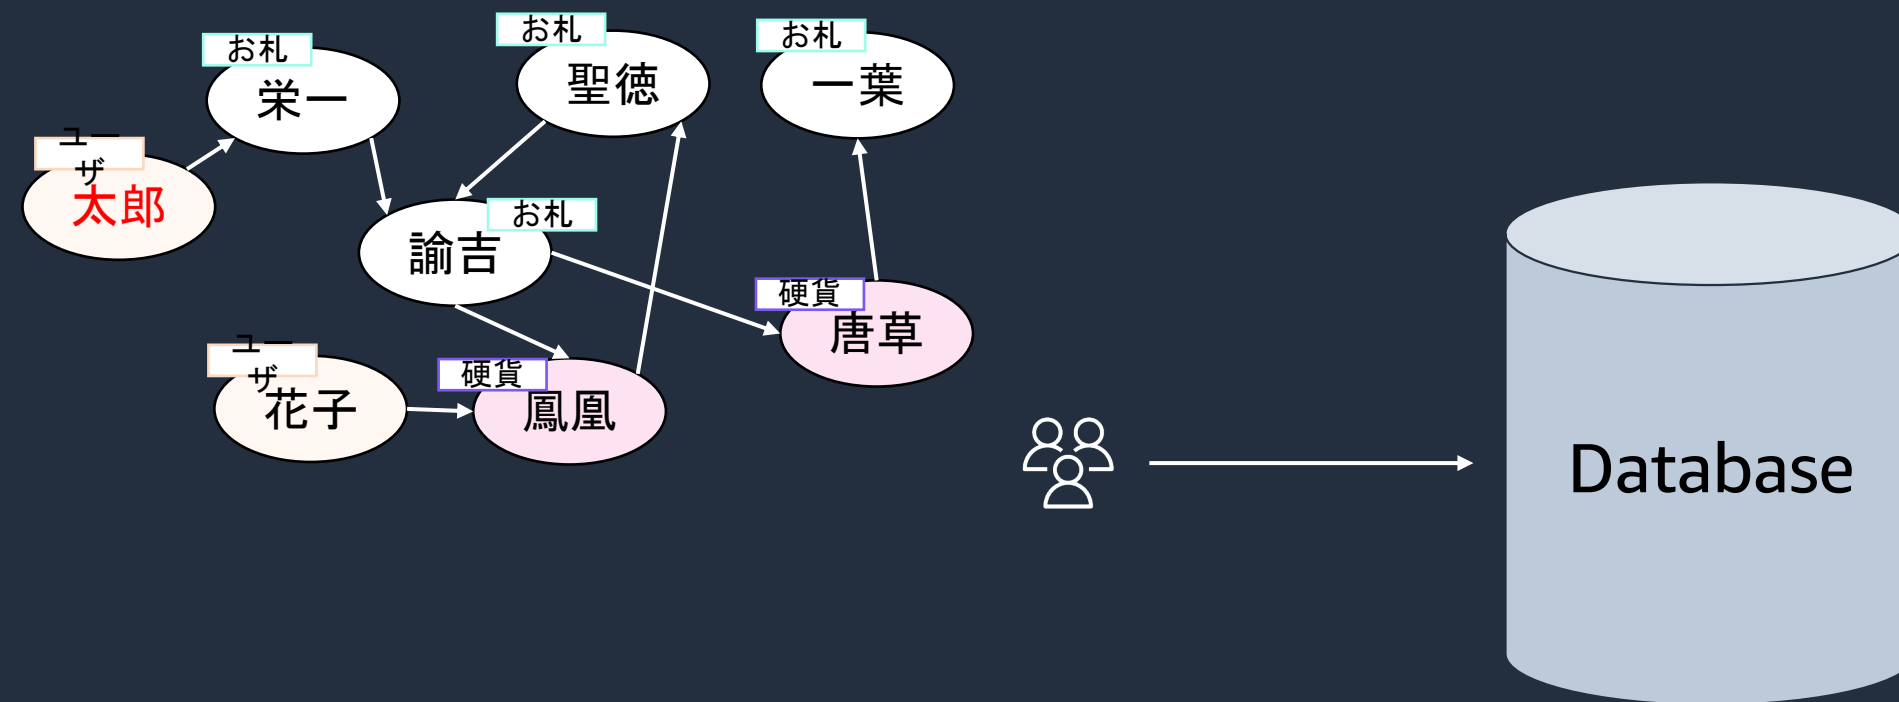 お札
栄一
お札
聖徳
お札
一葉
ユー
ザ
太郎
お札
諭吉
硬貨
唐草
ユー
ザ
花子
硬貨
鳳凰
Database